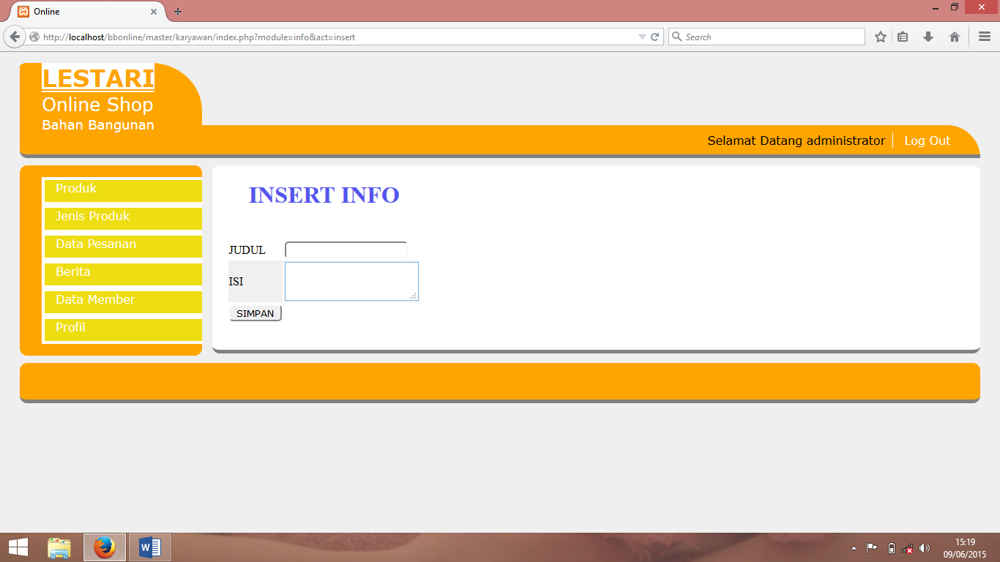 Online
http://localhost/bbonline/master/karyawan/index.php?module=info&act=insert
Search
LESTARI
Online Shop
Bahan Bangunan
Selamat Datang administrator
Log Out
Produk
Jenis Produk
Data Pesanan
Berita
Data Member
Profil
INSERT INFO
JUDUL
ISI
SIMPAN
15:19
09/06/2015